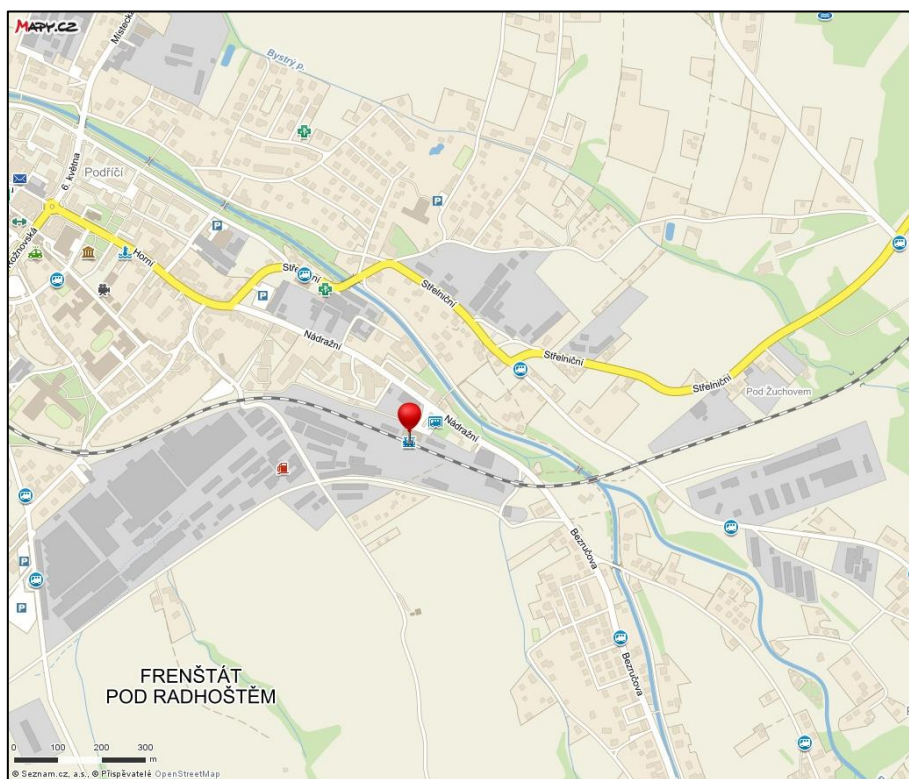 MAPY.CZ
Místecká
Bystrý p.
6. května
Podříčí
Rožnovská
Horní
Střelniční
Střelniční
Střelniční
Střelniční
Nádražní
Nádražní
Pod Žuchovem
Bezručova
Bezručova
FRENŠTÁT
POD RADHOŠTĚM
0 100 200 300
m
© Seznam.cz, a.s., © Přispěvatelé OpenStreetMap